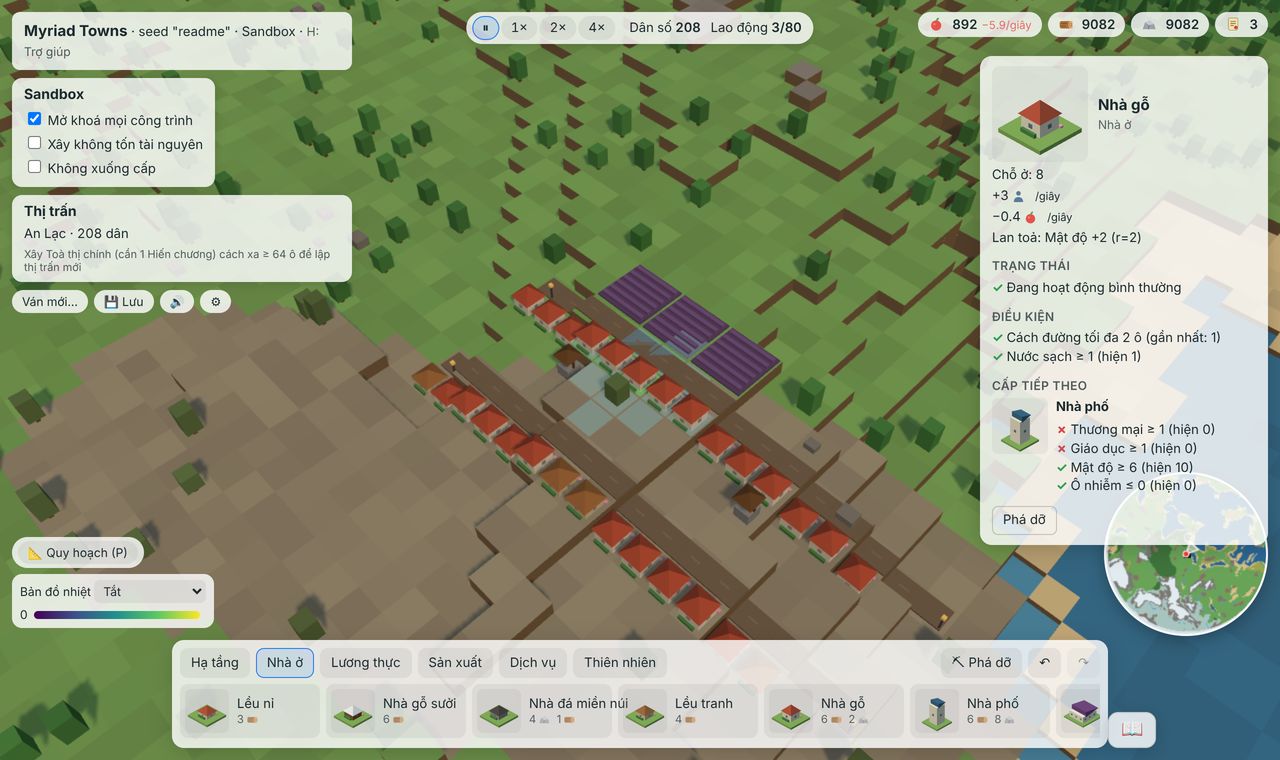 Myriad Towns · seed "readme" · Sandbox · H:
Trợ giúp
1×
2×
4×
Dân số 208 Lao động 3/80
892 −5.9/giây
9082
9082
3
Sandbox
Mở khoá mọi công trình
Xây không tốn tài nguyên
Không xuống cấp
Thị trấn
An Lạc · 208 dân
Xây Toà thị chính (cần 1 Hiến chương) cách xa ≥ 64 ô để lập
thị trấn mới
Ván mới...
Lưu
Nhà gỗ
Nhà ở
Chỗ ở: 8
+3 /giây
−0.4 /giây
Lan toả: Mật độ +2 (r=2)
TRẠNG THÁI
Đang hoạt động bình thường
ĐIỀU KIỆN
Cách đường tối đa 2 ô (gần nhất: 1)
Nước sạch ≥ 1 (hiện 1)
CẤP TIẾP THEO
Nhà phố
Thương mại ≥ 1 (hiện 0)
Giáo dục ≥ 1 (hiện 0)
Mật độ ≥ 6 (hiện 10)
Ô nhiễm ≤ 0 (hiện 0)
Phá dỡ
Quy hoạch (P)
Bản đồ nhiệt Tắt
0
Hạ tầng
Nhà ở
Lương thực
Sản xuất
Dịch vụ
Thiên nhiên
Phá dỡ
Lều nỉ
3
Nhà gỗ sưởi
6
Nhà đá miền núi
4 1
Lều tranh
4
Nhà gỗ
6 2
Nhà phố
6 8